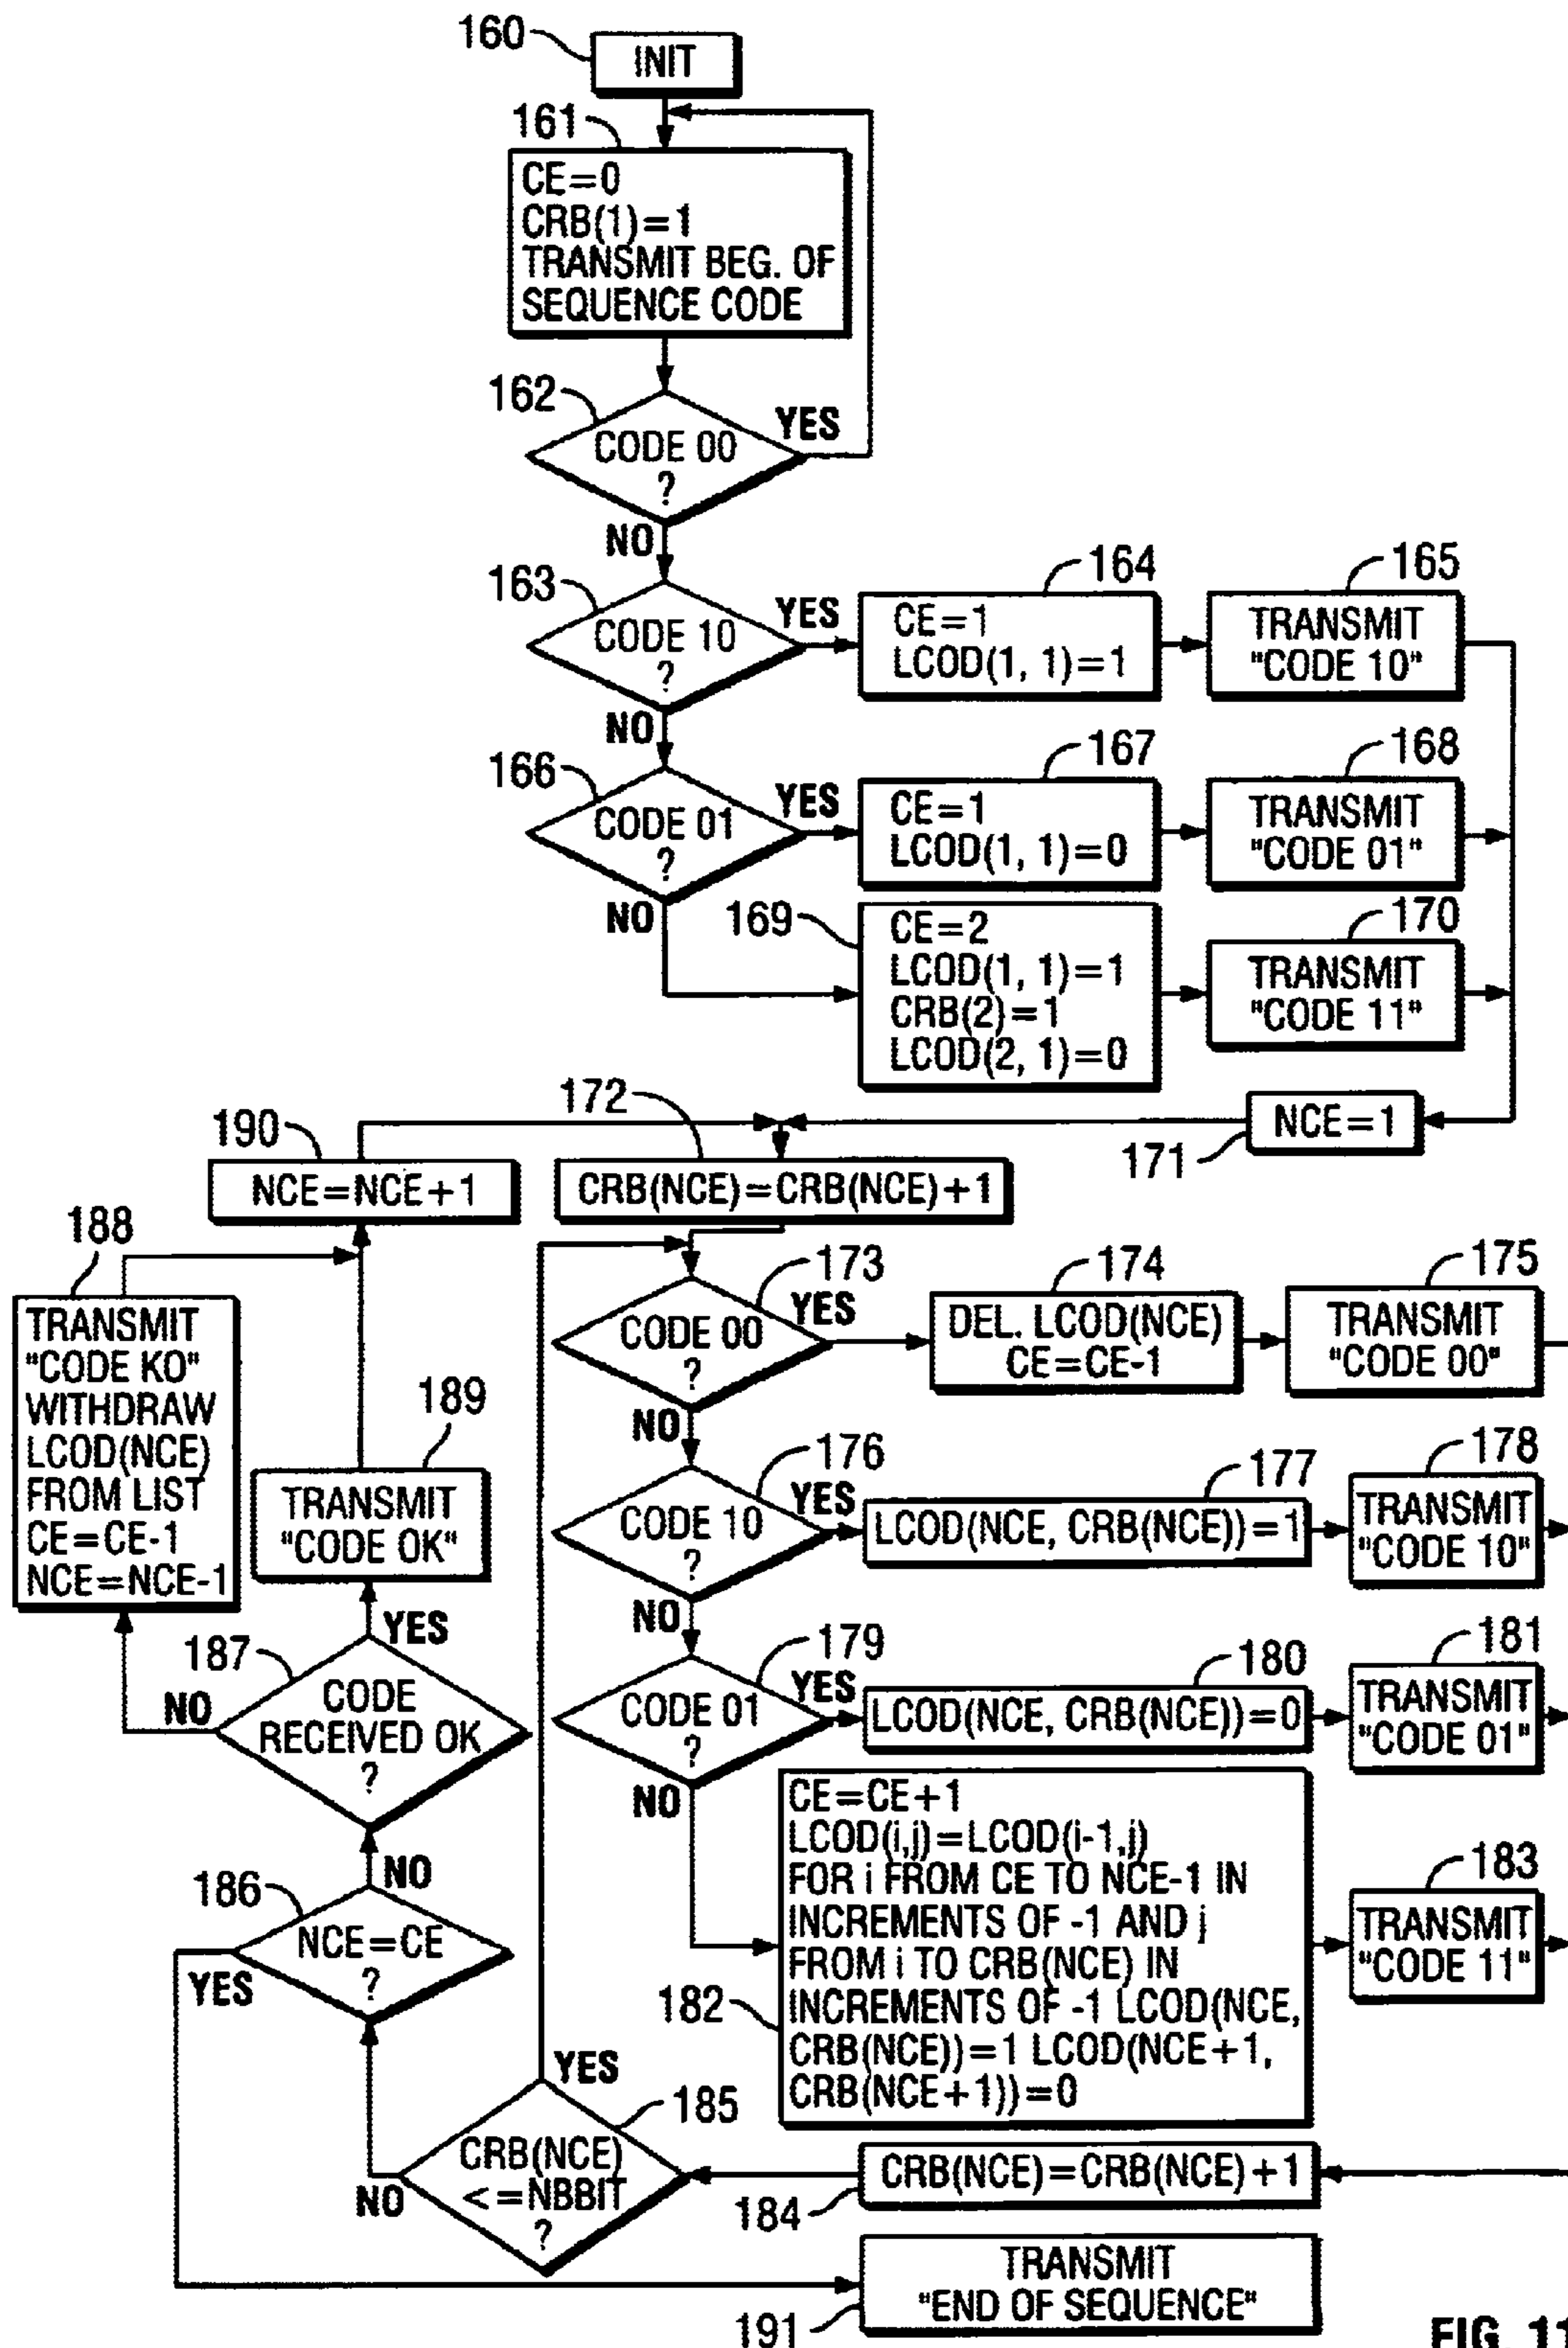 160
INIT
161
CE=0
CRB(1)=1
TRANSMIT BEG. OF
SEQUENCE CODE
162
CODE 00
?
YES
NO
163
CODE 10
?
YES
NO
164
CE=1
LCOD(1, 1)=1
165
TRANSMIT
"CODE 10"
166
CODE 01
?
YES
NO
167
CE=1
LCOD(1, 1)=0
168
TRANSMIT
"CODE 01"
169
CE=2
LCOD(1, 1)=1
CRB(2)=1
LCOD(2, 1)=0
170
TRANSMIT
"CODE 11"
171
NCE=1
172
CRB(NCE)=CRB(NCE)+1
190
NCE=NCE+1
188
TRANSMIT
"CODE KO"
WITHDRAW
LCOD(NCE)
FROM LIST
CE=CE-1
NCE=NCE-1
189
TRANSMIT
"CODE OK"
173
CODE 00
?
YES
NO
174
DEL. LCOD(NCE)
CE=CE-1
175
TRANSMIT
"CODE 00"
176
CODE 10
?
YES
NO
177
LCOD(NCE, CRB(NCE))=1
178
TRANSMIT
"CODE 10"
179
CODE 01
?
YES
NO
180
LCOD(NCE, CRB(NCE))=0
181
TRANSMIT
"CODE 01"
187
CODE
RECEIVED OK
?
YES
NO
186
NCE=CE
?
NO
YES
182
CE=CE+1
LCOD(i,j)=LCOD(i-1,j)
FOR i FROM CE TO NCE-1 IN
INCREMENTS OF -1 AND j
FROM i TO CRB(NCE) IN
INCREMENTS OF -1 LCOD(NCE,
CRB(NCE))=1 LCOD(NCE+1,
CRB(NCE+1))=0
183
TRANSMIT
"CODE 11"
185
CRB(NCE)
<=NBBIT
?
YES
NO
184
CRB(NCE)=CRB(NCE)+1
191
TRANSMIT
"END OF SEQUENCE"
FIG. 11